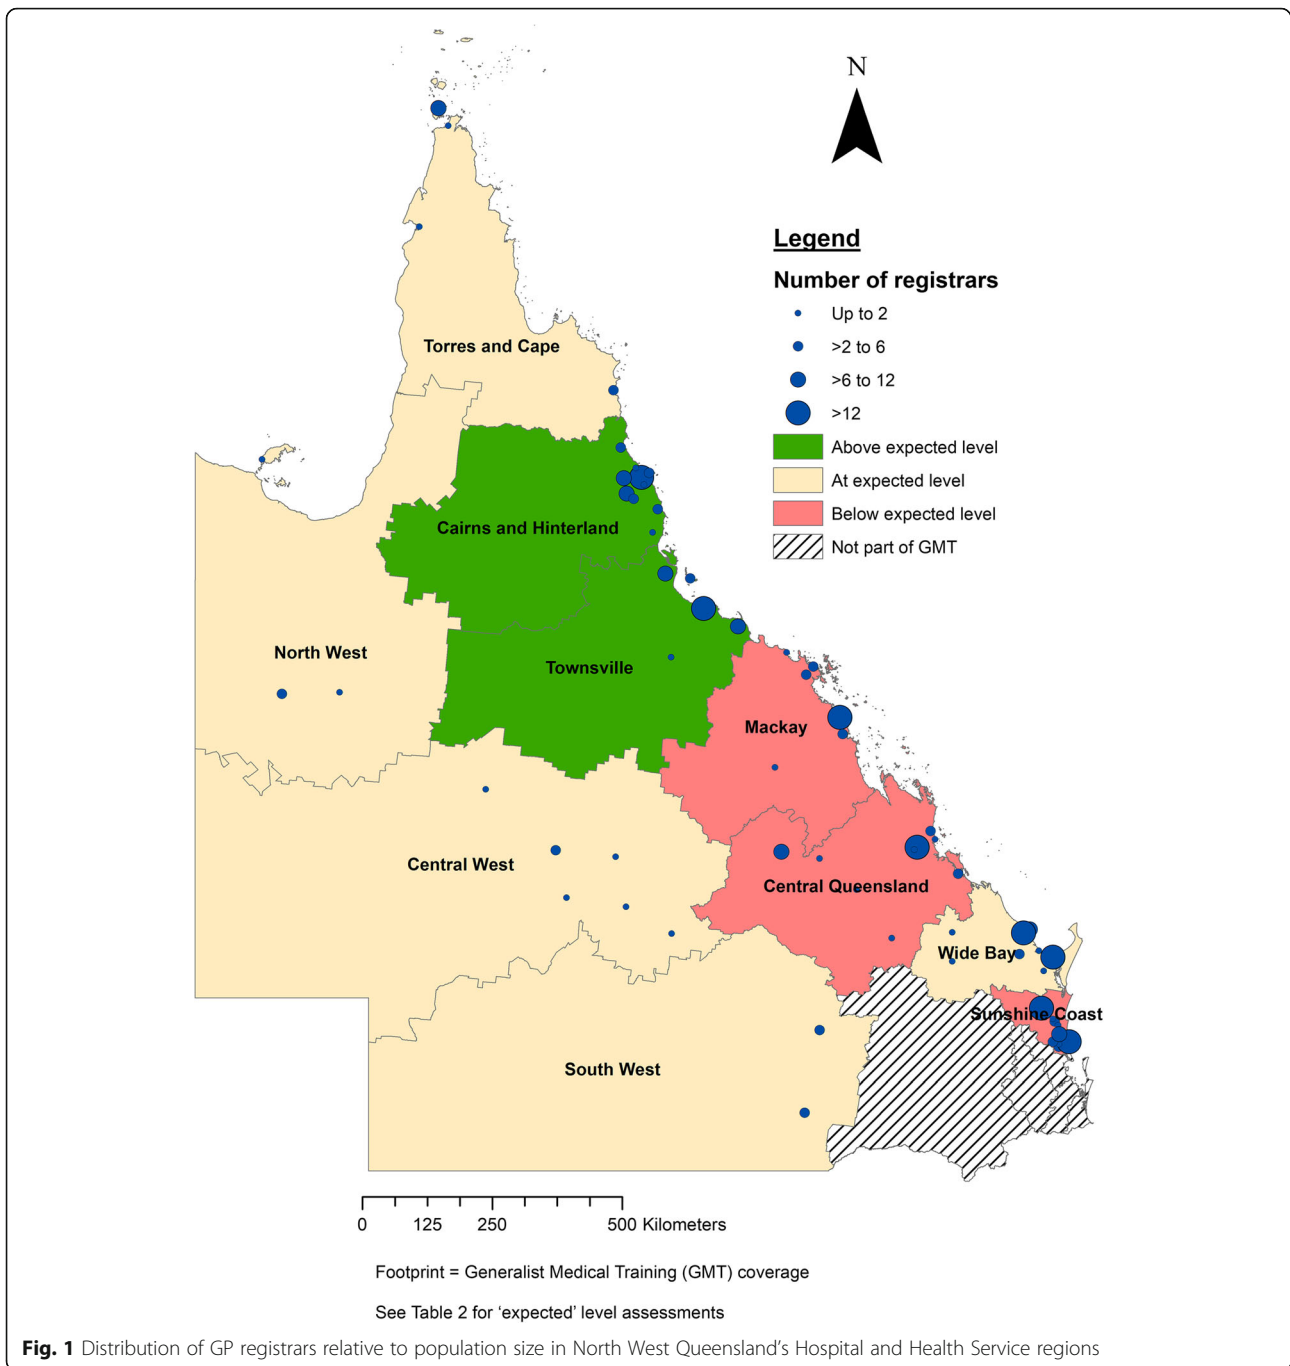 N
Legend
Number of registrars
Up to 2
>2 to 6
>6 to 12
>12
Above expected level
At expected level
Below expected level
Not part of GMT
Torres and Cape
Cairns and Hinterland
North West
Townsville
Mackay
Central West
Central Queensland
Wide Bay
Sunshine Coast
South West
0 125 250 500 Kilometers
Footprint = Generalist Medical Training (GMT) coverage
See Table 2 for ‘expected’ level assessments
Fig. 1 Distribution of GP registrars relative to population size in North West Queensland’s Hospital and Health Service regions